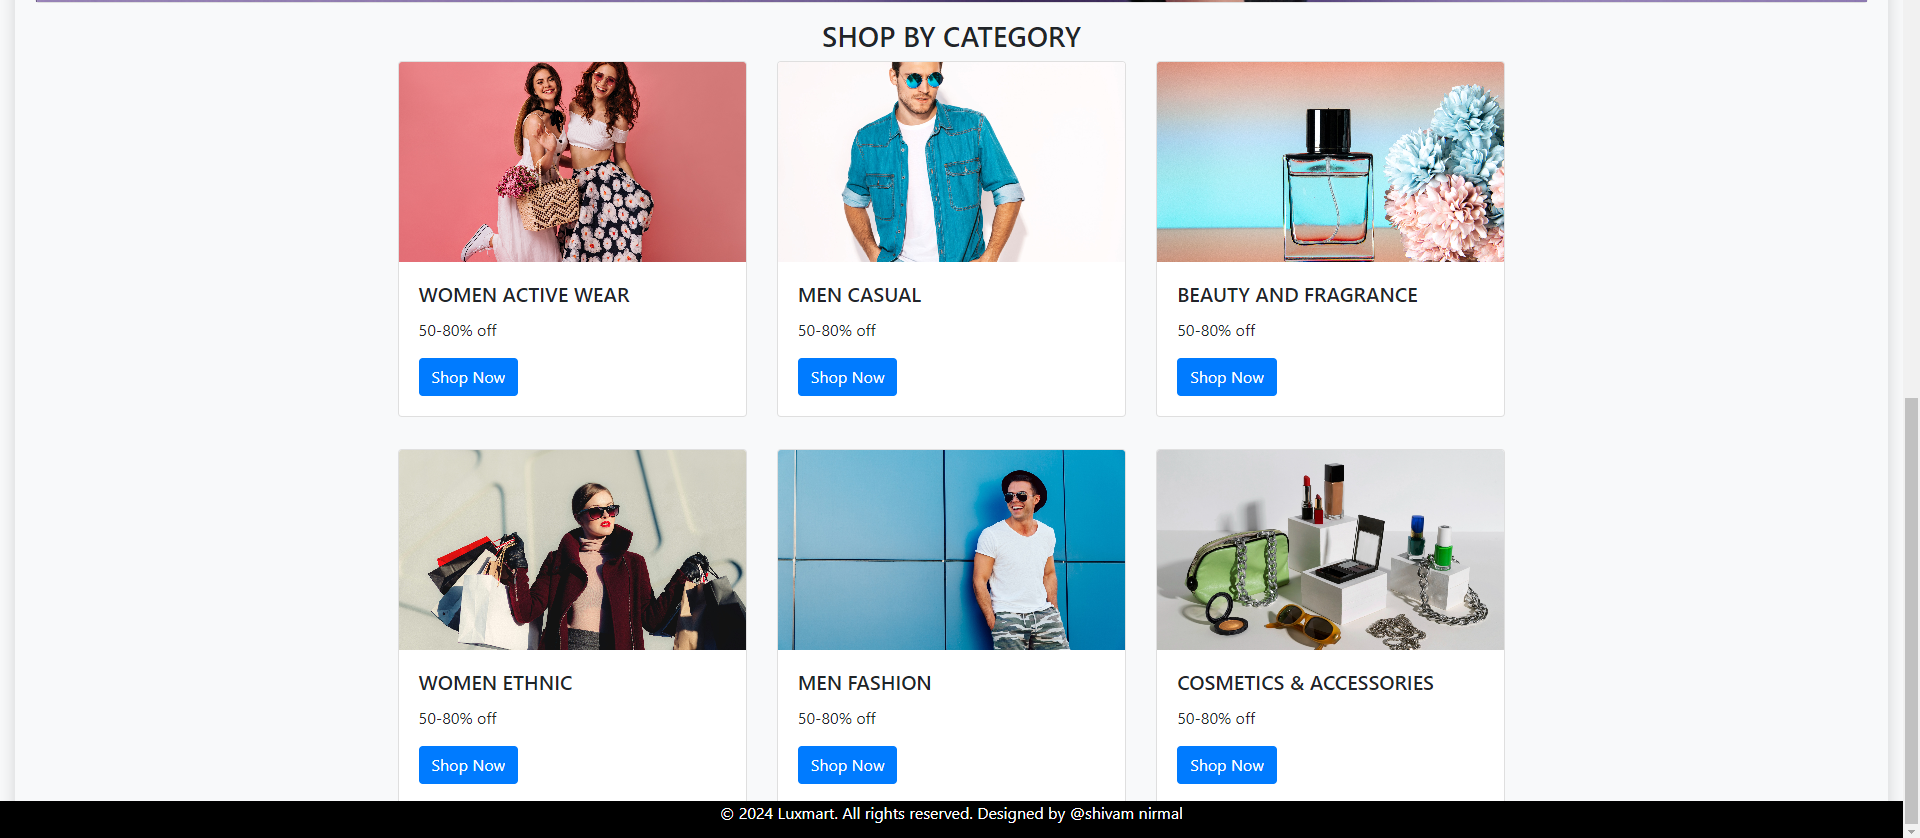 SHOP BY CATEGORY
WOMEN ACTIVE WEAR
50-80% off
Shop Now
MEN CASUAL
50-80% off
Shop Now
BEAUTY AND FRAGRANCE
50-80% off
Shop Now
WOMEN ETHNIC
50-80% off
Shop Now
MEN FASHION
50-80% off
Shop Now
COSMETICS & ACCESSORIES
50-80% off
Shop Now
© 2024 Luxmart. All rights reserved. Designed by @shivam nirmal